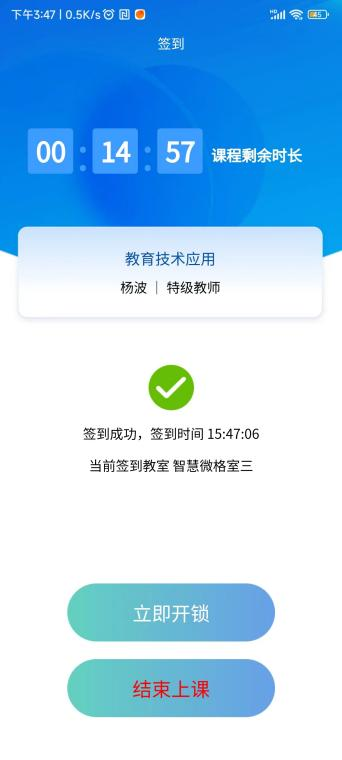 下午3:47 | 0.5K/s
HD
45
签到
00 : 14 : 57 课程剩余时长
教育技术应用
杨波 | 特级教师
签到成功，签到时间 15:47:06
当前签到教室 智慧微格室三
立即开锁
结束上课